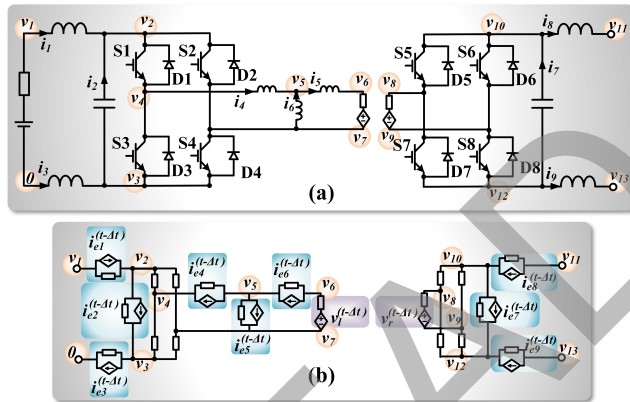 v1 i1 v2 v10 i8 v11
S1 S2 D1 D2 S5 S6 D5 D6
i2 v4 i4 v5 i5 i6 v6 v8 v7 v9 i7
S3 S4 D3 D4 S7 S8 D7 D8
0 i3 v3 v12 i9 v13
(a)
v1 ie1(t-Δt) v2 v10 v11
ie4(t-Δt) v5 ie6(t-Δt) v6 ie8(t-Δt)
ie2(t-Δt) v4 v8 ie7(t-Δt)
ie5(t-Δt) vl(t-Δt) vr(t-Δt) v9
0 ie3(t-Δt) v3 v7 v12 ie9(t-Δt) v13
(b)